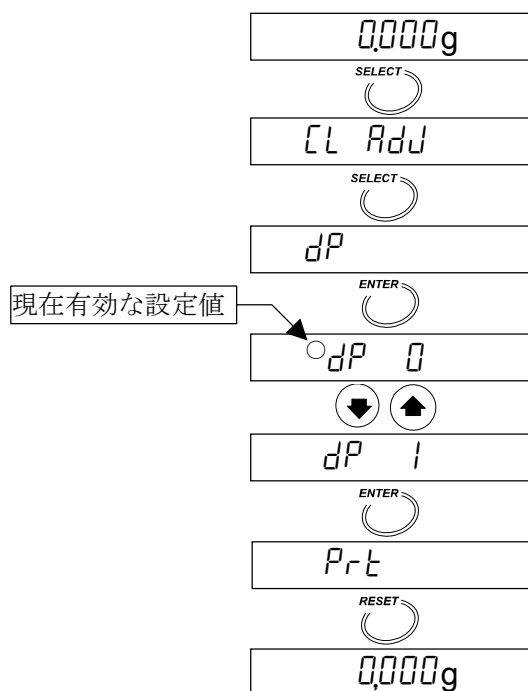 0.000g
SELECT
CL AdJ
SELECT
dP
ENTER
現在有効な設定値
dP 0
dP 1
ENTER
Prt
RESET
0.000g